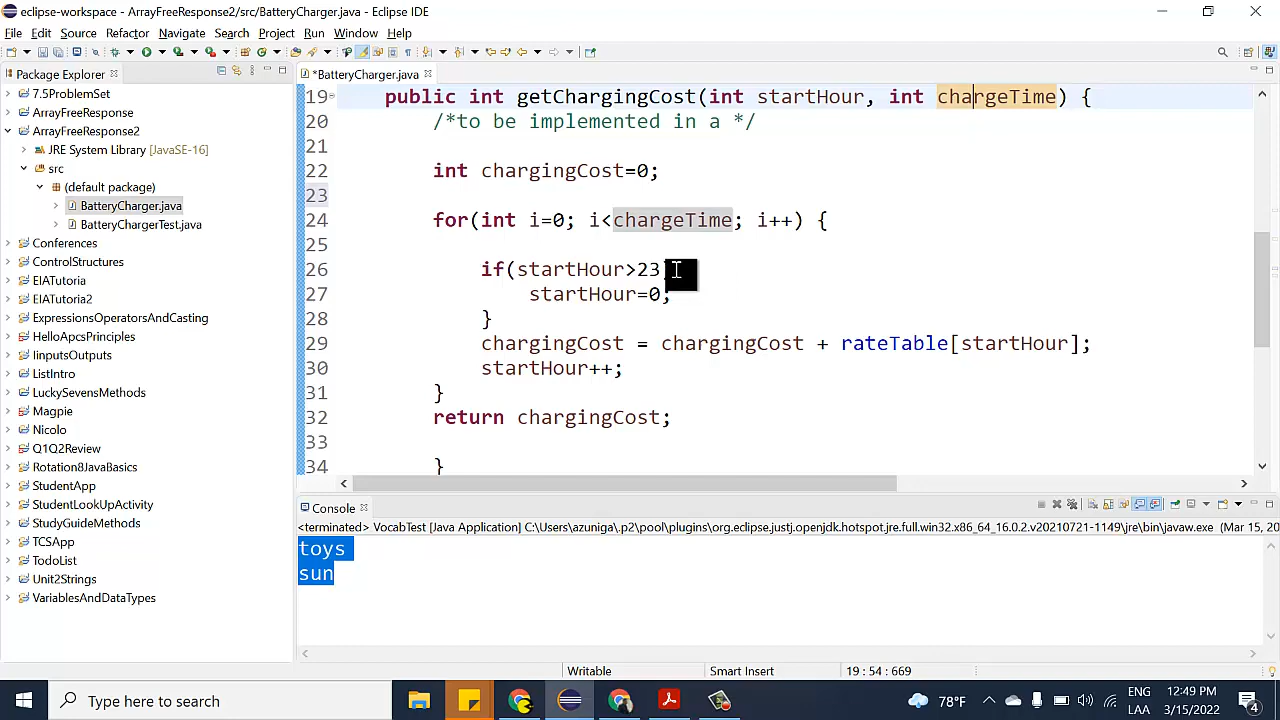 eclipse-workspace - ArrayFreeResponse2/src/BatteryCharger.java - Eclipse IDE
File Edit Source Refactor Navigate Search Project Run Window Help
Package Explorer
*BatteryCharger.java
7.5ProblemSet
ArrayFreeResponse
ArrayFreeResponse2
JRE System Library [JavaSE-16]
src
(default package)
BatteryCharger.java
BatteryChargerTest.java
Conferences
ControlStructures
EIATutoria
EIATutoria2
ExpressionsOperatorsAndCasting
HelloApcsPrinciples
IinputsOutputs
ListIntro
LuckySevensMethods
Magpie
Nicolo
Q1Q2Review
Rotation8JavaBasics
StudentApp
StudentLookUpActivity
StudyGuideMethods
TCSApp
TodoList
Unit2Strings
VariablesAndDataTypes
19 public int getChargingCost(int startHour, int chargeTime) {
20 /*to be implemented in a */
21
22 int chargingCost=0;
23
24 for(int i=0; i<chargeTime; i++) {
25
26 if(startHour>23
27 startHour=0;
28 }
29 chargingCost = chargingCost + rateTable[startHour];
30 startHour++;
31 }
32 return chargingCost;
33
34 }
Console
<terminated> VocabTest [Java Application] C:\Users\azuniga\.p2\pool\plugins\org.eclipse.justj.openjdk.hotspot.jre.full.win32.x86_64_16.0.2.v20210721-1149\jre\bin\javaw.exe (Mar 15, 20
toys
sun
Writable Smart Insert 19 : 54 : 669
Type here to search
78°F
ENG
LAA
12:49 PM
3/15/2022
4